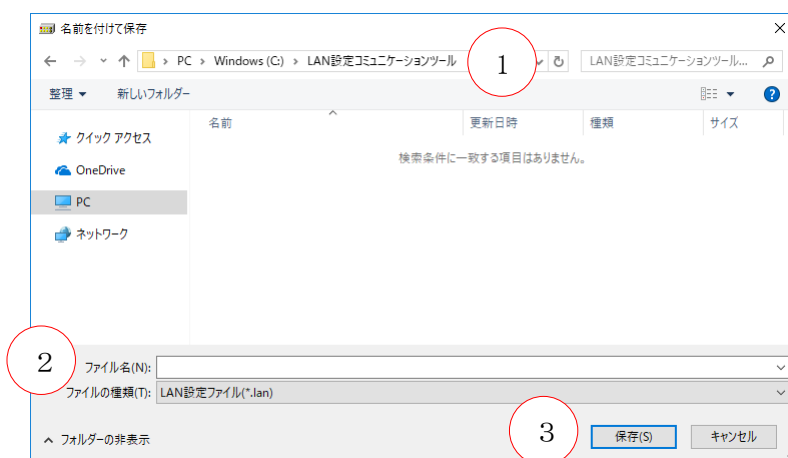 名前を付けて保存
PC › Windows (C:) › LAN設定コミュニケーションツール
1
LAN設定コミュニケーションツール...
整理 新しいフォルダー
名前 更新日時 種類 サイズ
検索条件に一致する項目はありません。
クイック アクセス
OneDrive
PC
ネットワーク
2
ファイル名(N):
ファイルの種類(T): LAN設定ファイル(*.lan)
3
フォルダーの非表示 保存(S) キャンセル